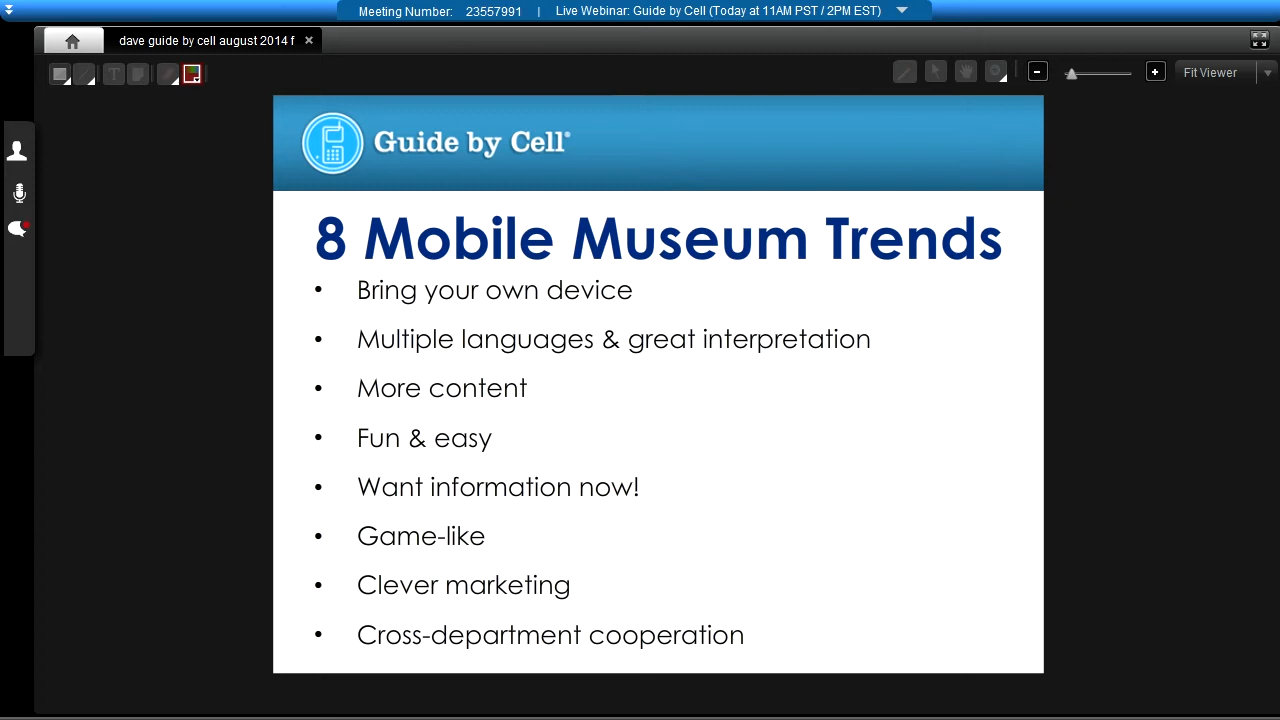 Meeting Number: 23557991 | Live Webinar: Guide by Cell (Today at 11AM PST / 2PM EST)
dave guide by cell august 2014 f ×
T
Fit Viewer
Guide by Cell®
8 Mobile Museum Trends
• Bring your own device
• Multiple languages & great interpretation
• More content
• Fun & easy
• Want information now!
• Game-like
• Clever marketing
• Cross-department cooperation